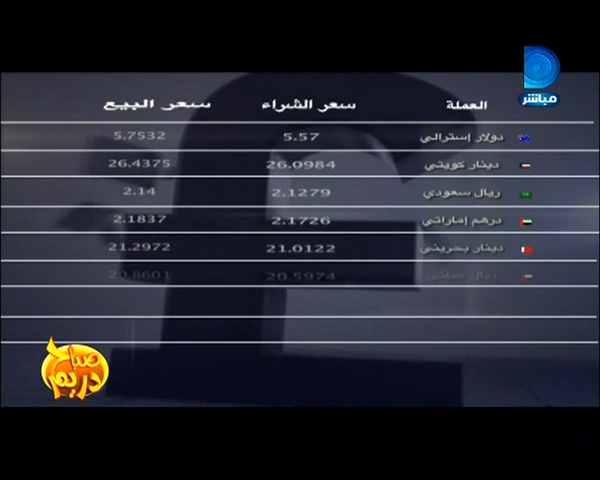 مباشر
العملة سعر الشراء سعر البيع
دولار إسترالي 5.57 5.7532
دينار كويتي 26.0984 26.4375
ريال سعودي 2.1279 2.14
درهم إماراتي 2.1726 2.1837
دينار بحريني 21.0122 21.2972
ريال عماني 20.5974 20.8601
صباح
دريم